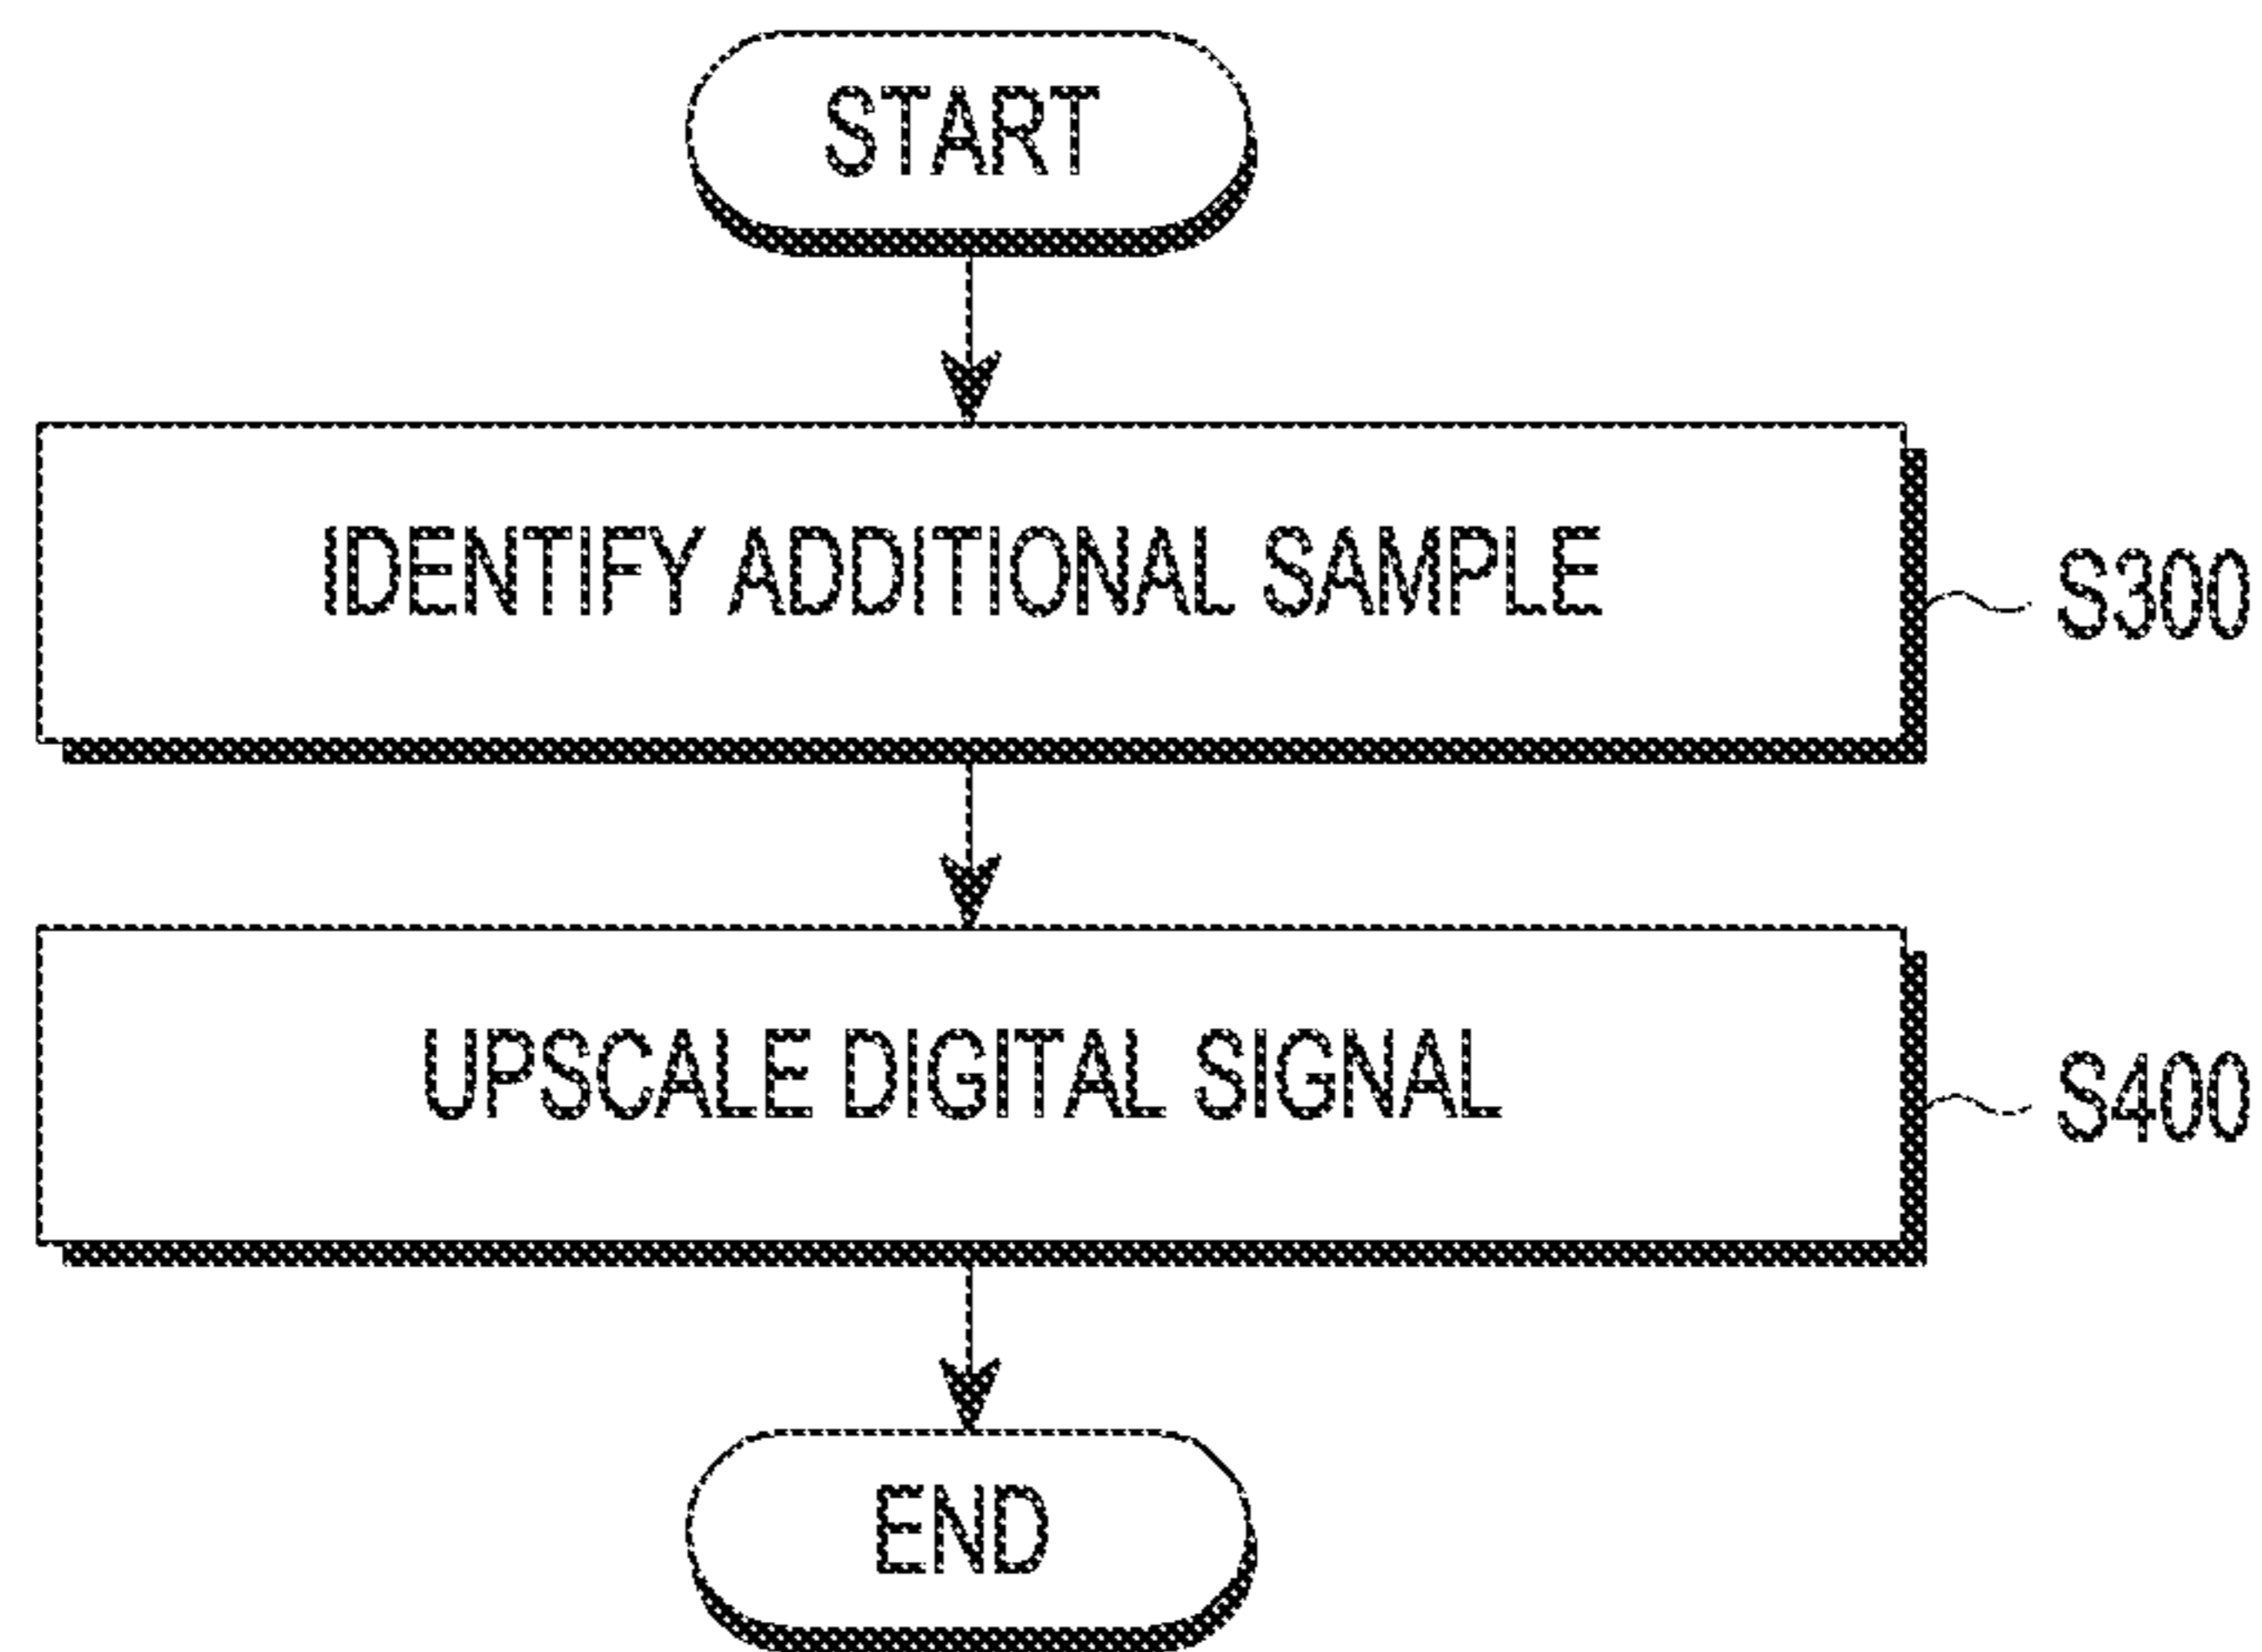 START
IDENTIFY ADDITIONAL SAMPLE
S300
UPSCALE DIGITAL SIGNAL
S400
END